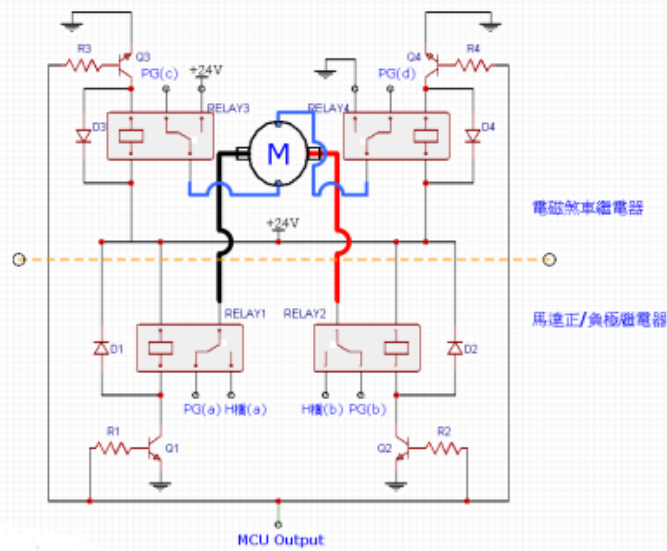 R3
Q3
Q4
R4
PG(c)
+24V
PG(d)
RELAY3
RELAY4
D3
M
D4
電磁煞車繼電器
+24V
RELAY1
RELAY2
馬達正/負極繼電器
D1
D2
PG(a)
H橋(a)
H橋(b)
PG(b)
R1
Q1
Q2
R2
MCU Output